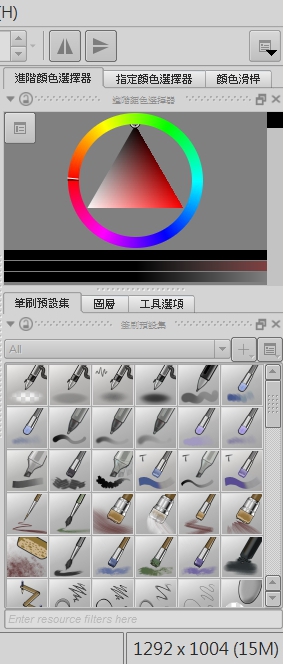 (H)
進階顏色選擇器 指定顏色選擇器 顏色滑桿
進階顏色選擇器
筆刷預設集 圖層 工具選項
筆刷預設集
All
T T T
Enter resource filters here
1292 x 1004 (15M)